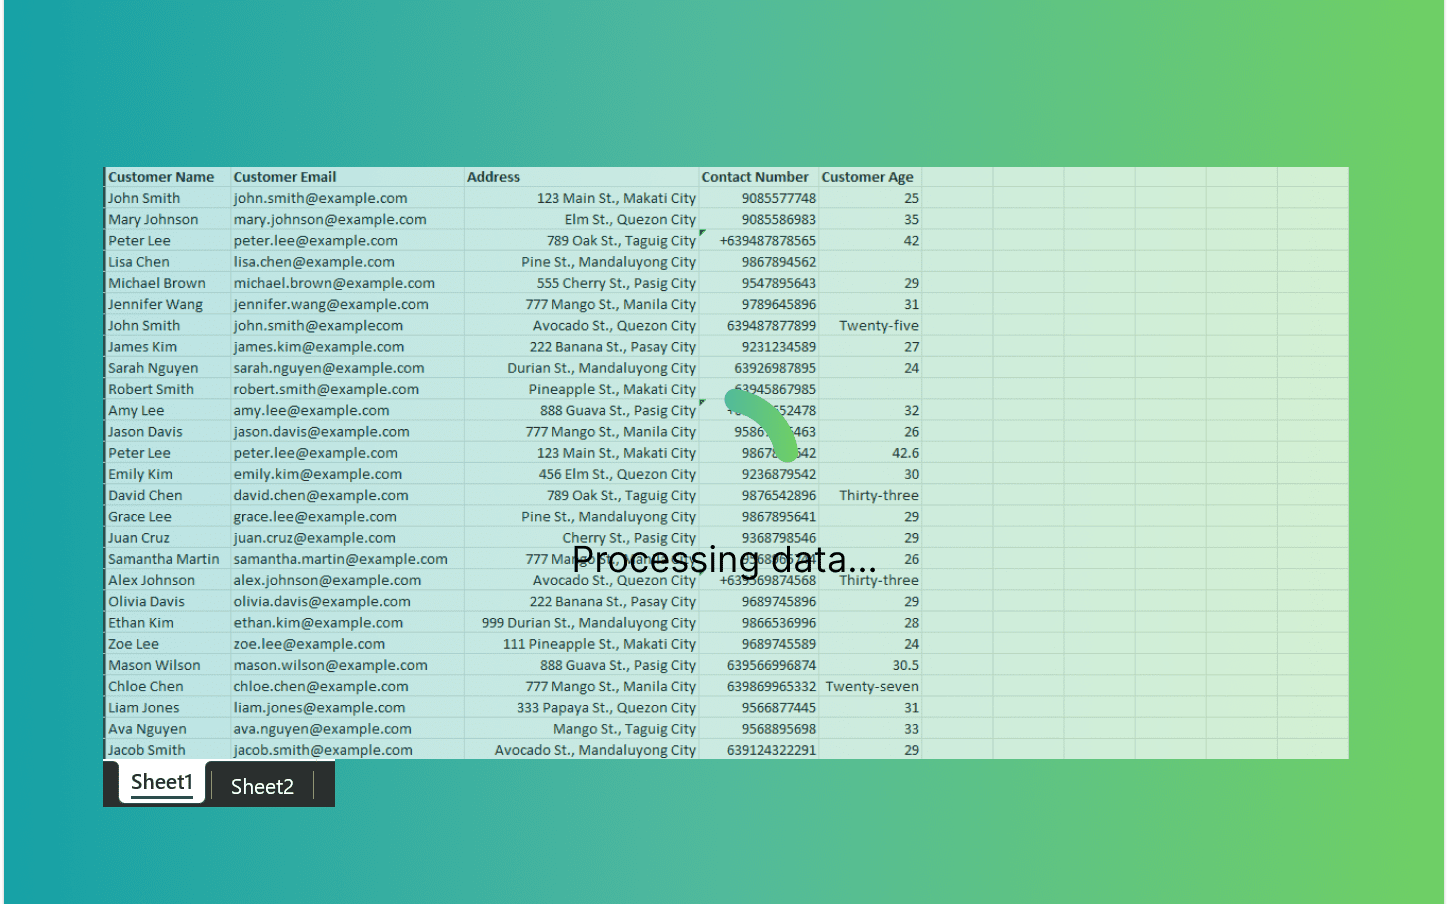 Customer Name Customer Email Address Contact Number Customer Age
John Smith john.smith@example.com 123 Main St., Makati City 9085577748 25
Mary Johnson mary.johnson@example.com Elm St., Quezon City 9085586983 35
Peter Lee peter.lee@example.com 789 Oak St., Taguig City +639487878565 42
Lisa Chen lisa.chen@example.com Pine St., Mandaluyong City 9867894562
Michael Brown michael.brown@example.com 555 Cherry St., Pasig City 9547895643 29
Jennifer Wang jennifer.wang@example.com 777 Mango St., Manila City 9789645896 31
John Smith john.smith@examplecom Avocado St., Quezon City 639487877899 Twenty-five
James Kim james.kim@example.com 222 Banana St., Pasay City 9231234589 27
Sarah Nguyen sarah.nguyen@example.com Durian St., Mandaluyong City 63926987895 24
Robert Smith robert.smith@example.com Pineapple St., Makati City 63945867985
Amy Lee amy.lee@example.com 888 Guava St., Pasig City 32
Jason Davis jason.davis@example.com 777 Mango St., Manila City 26
Peter Lee peter.lee@example.com 123 Main St., Makati City 42.6
Emily Kim emily.kim@example.com 456 Elm St., Quezon City 9236879542 30
David Chen david.chen@example.com 789 Oak St., Taguig City 9876542896 Thirty-three
Grace Lee grace.lee@example.com Pine St., Mandaluyong City 9867895641 29
Juan Cruz juan.cruz@example.com Cherry St., Pasig City 9368798546 29
Samantha Martin samantha.martin@example.com 777 Mango St., Manila City 26
Processing data...
Alex Johnson alex.johnson@example.com Avocado St., Quezon City +639369874568 Thirty-three
Olivia Davis olivia.davis@example.com 222 Banana St., Pasay City 9689745896 29
Ethan Kim ethan.kim@example.com 999 Durian St., Mandaluyong City 9866536996 28
Zoe Lee zoe.lee@example.com 111 Pineapple St., Makati City 9689745589 24
Mason Wilson mason.wilson@example.com 888 Guava St., Pasig City 639566996874 30.5
Chloe Chen chloe.chen@example.com 777 Mango St., Manila City 639869965332 Twenty-seven
Liam Jones liam.jones@example.com 333 Papaya St., Quezon City 9566877445 31
Ava Nguyen ava.nguyen@example.com Mango St., Taguig City 9568895698 33
Jacob Smith jacob.smith@example.com Avocado St., Mandaluyong City 639124322291 29
Sheet1 Sheet2